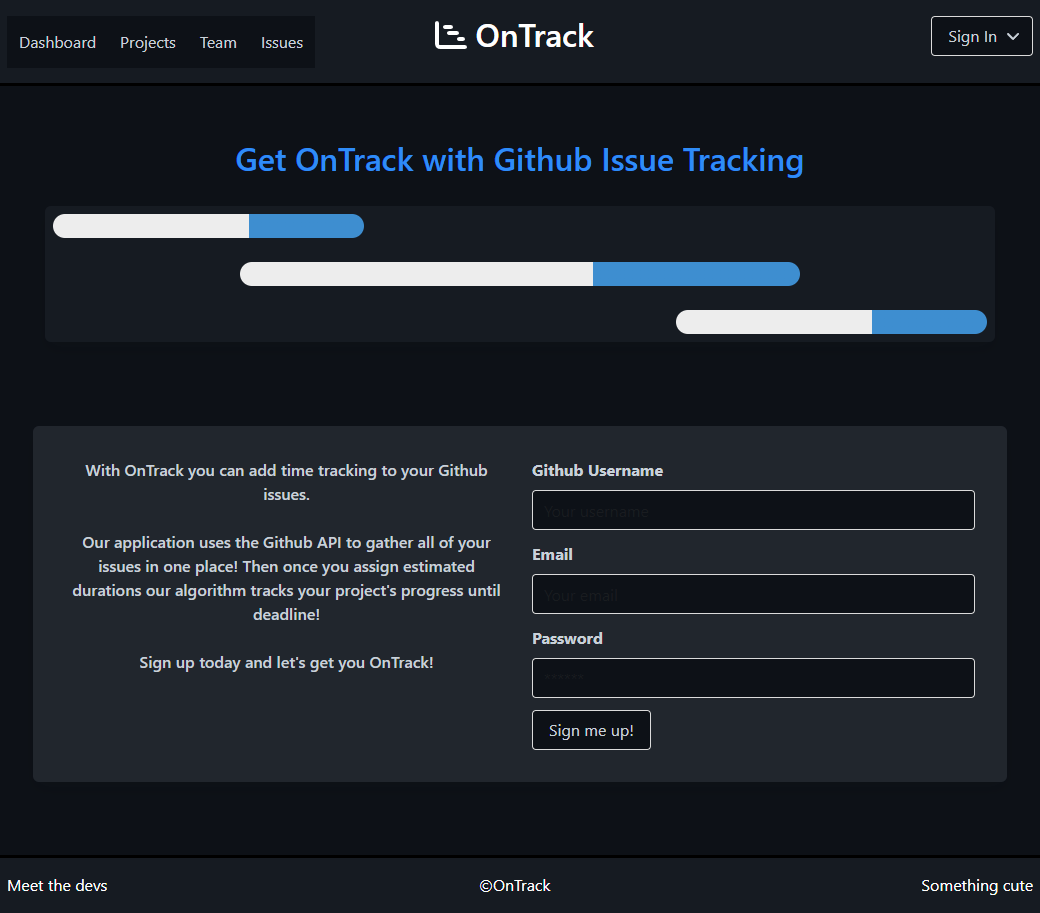 Dashboard Projects Team Issues
OnTrack
Sign In
Get OnTrack with Github Issue Tracking
With OnTrack you can add time tracking to your Github
issues.
Our application uses the Github API to gather all of your
issues in one place! Then once you assign estimated
durations our algorithm tracks your project's progress until
deadline!
Sign up today and let's get you OnTrack!
Github Username
Your username
Email
Your email
Password
******
Sign me up!
Meet the devs
©OnTrack
Something cute